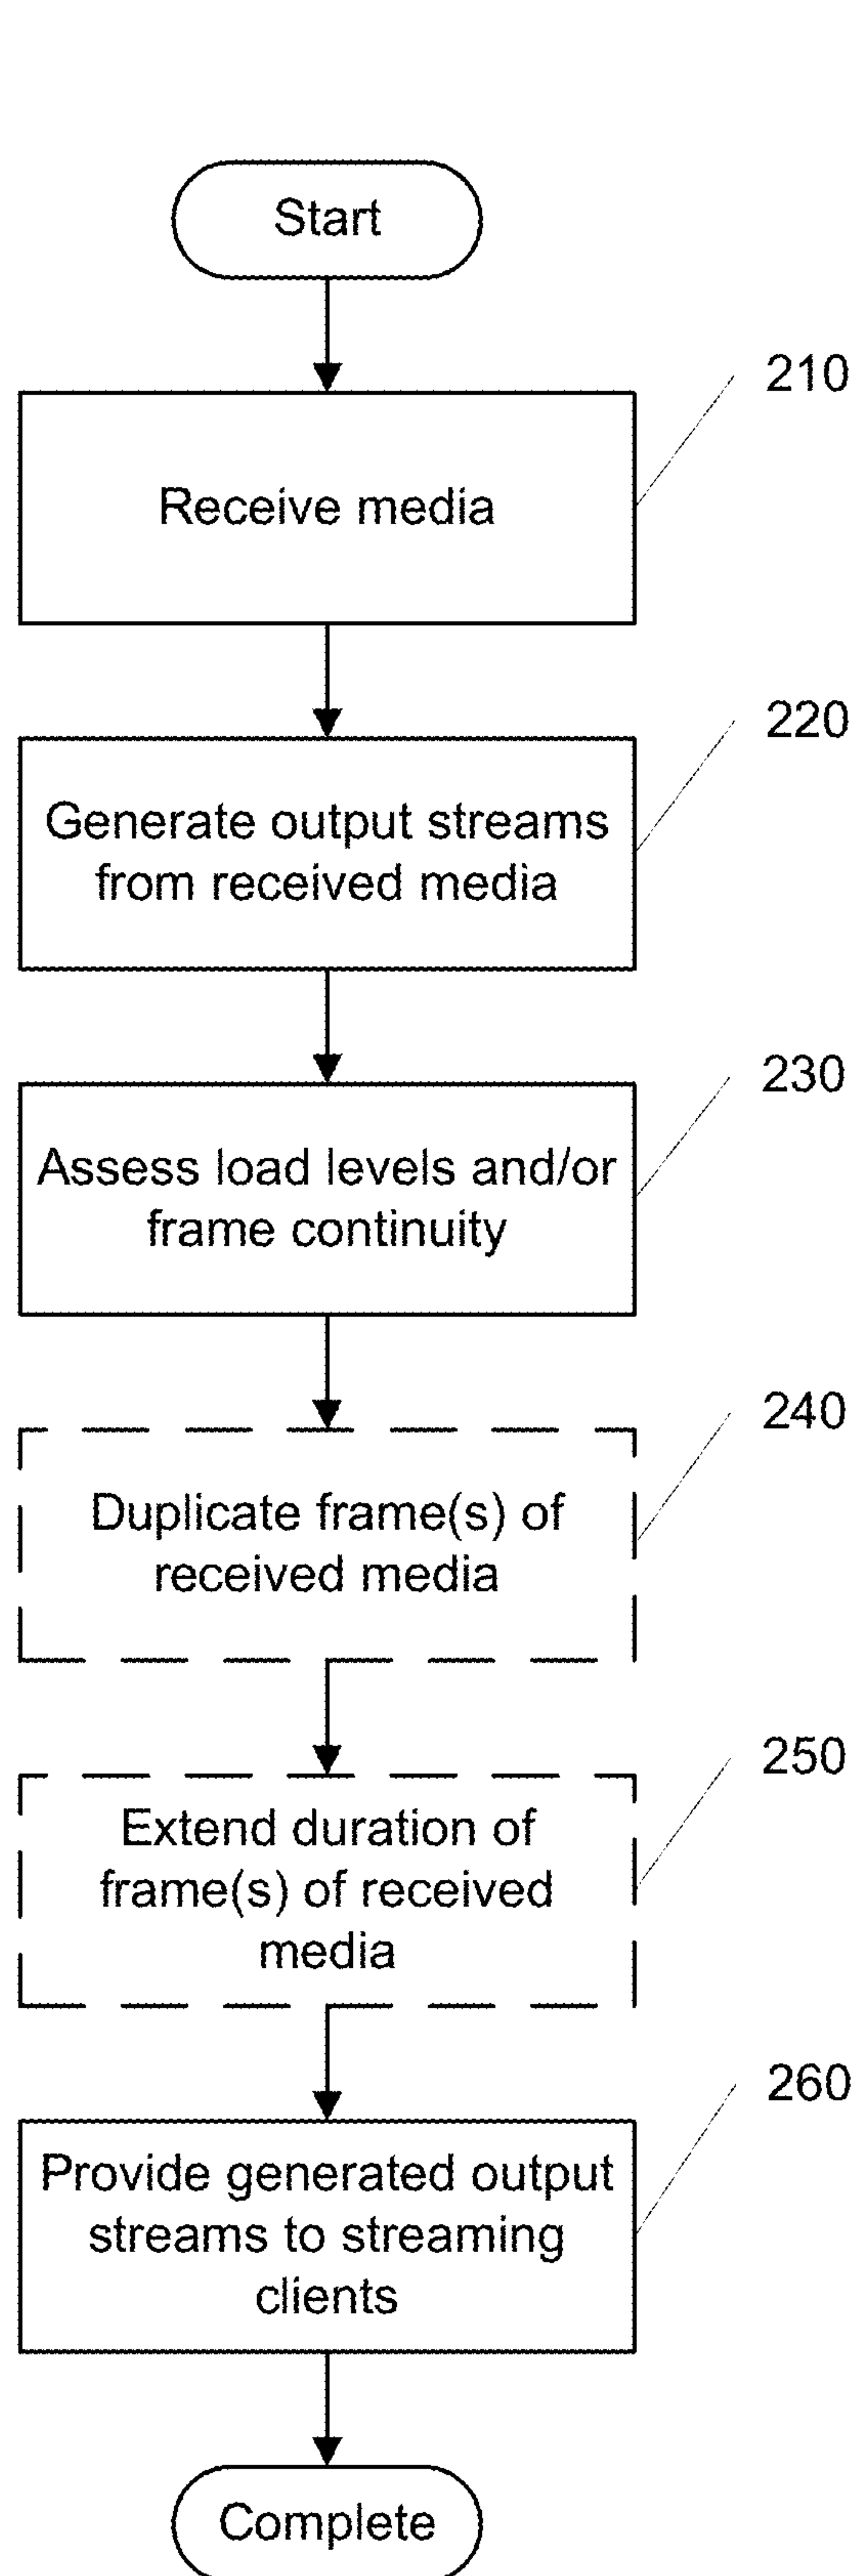 Start
210
Receive media
220
Generate output streams
from received media
230
Assess load levels and/or
frame continuity
240
Duplicate frame(s) of
received media
250
Extend duration of
frame(s) of received
media
260
Provide generated output
streams to streaming
clients
Complete